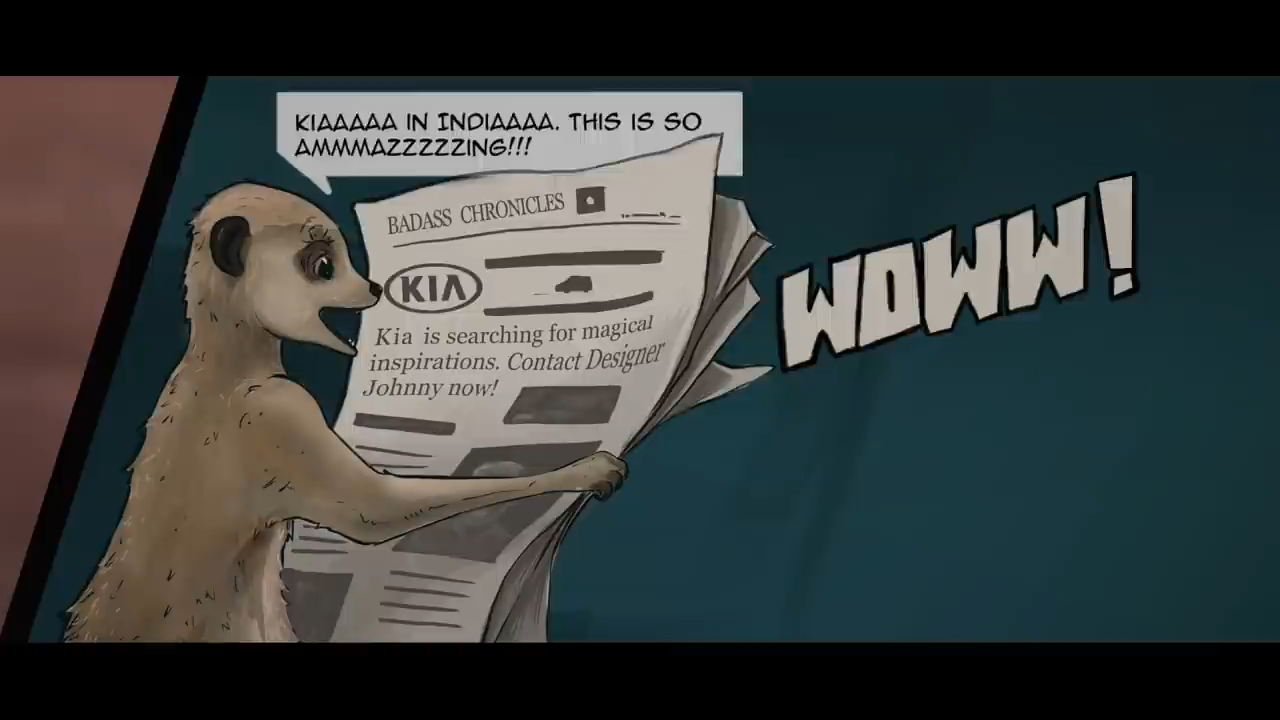 KIAAAAA IN INDIAAAA. THIS IS SO
AMMMAZZZZZING!!!
BADASS CHRONICLES
KIA
Kia is searching for magical
inspirations. Contact Designer
Johnny now!
WOWW!